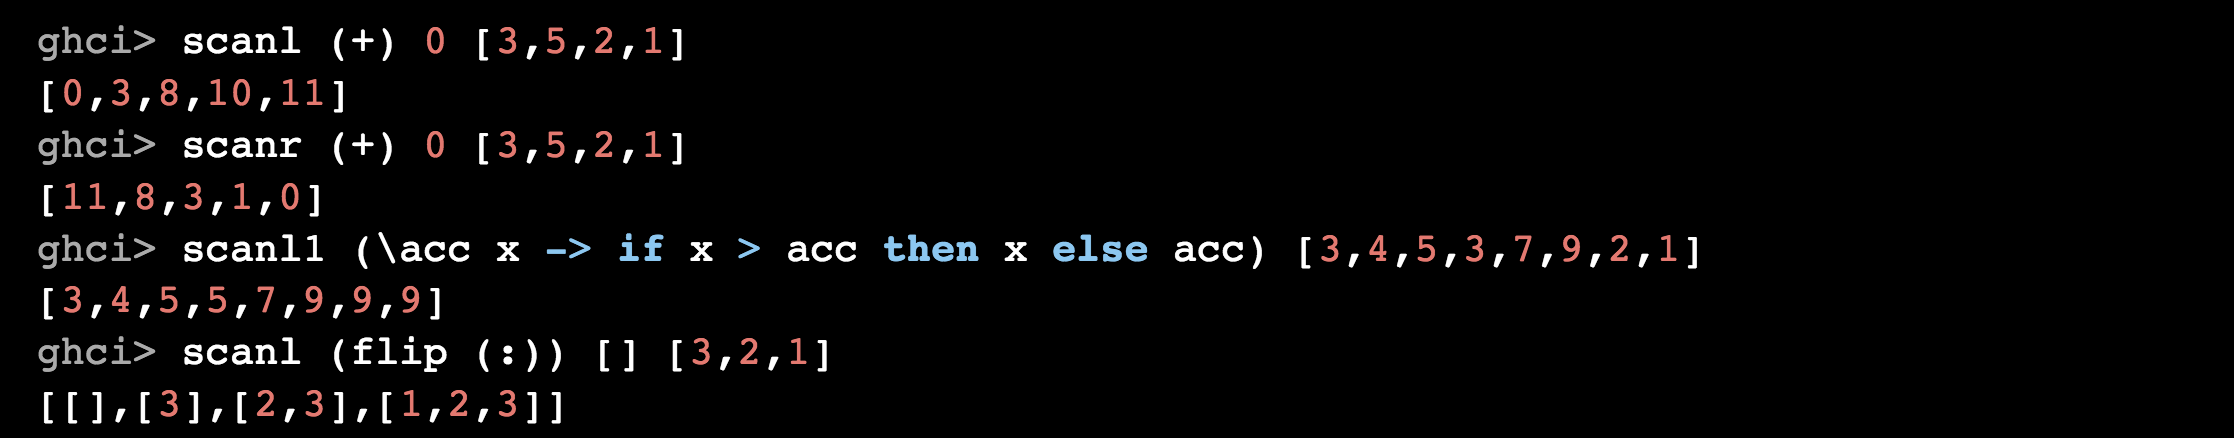 ghci> scanl (+) 0 [3,5,2,1]
[0,3,8,10,11]
ghci> scanr (+) 0 [3,5,2,1]
[11,8,3,1,0]
ghci> scanl1 (\acc x -> if x > acc then x else acc) [3,4,5,3,7,9,2,1]
[3,4,5,5,7,9,9,9]
ghci> scanl (flip (:)) [] [3,2,1]
[[],[3],[2,3],[1,2,3]]